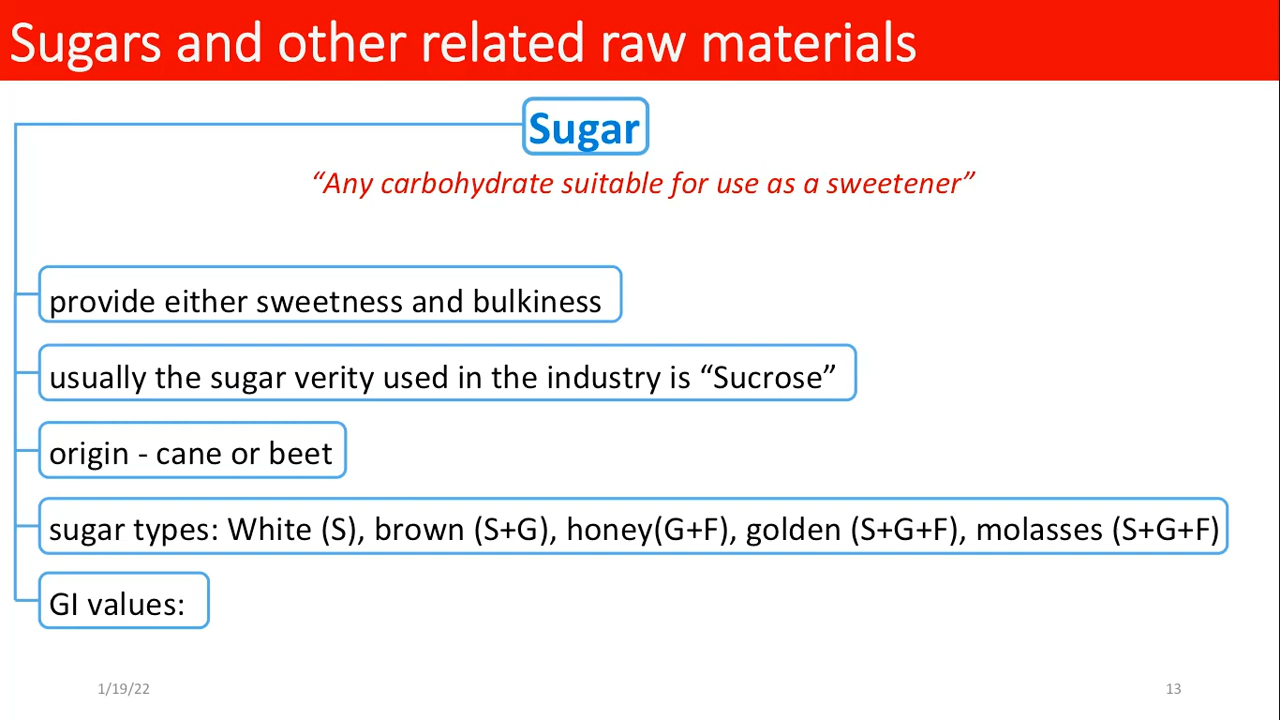 Sugars and other related raw materials
Sugar
“Any carbohydrate suitable for use as a sweetener”
provide either sweetness and bulkiness
usually the sugar verity used in the industry is “Sucrose”
origin - cane or beet
sugar types: White (S), brown (S+G), honey(G+F), golden (S+G+F), molasses (S+G+F)
GI values:
1/19/22
13